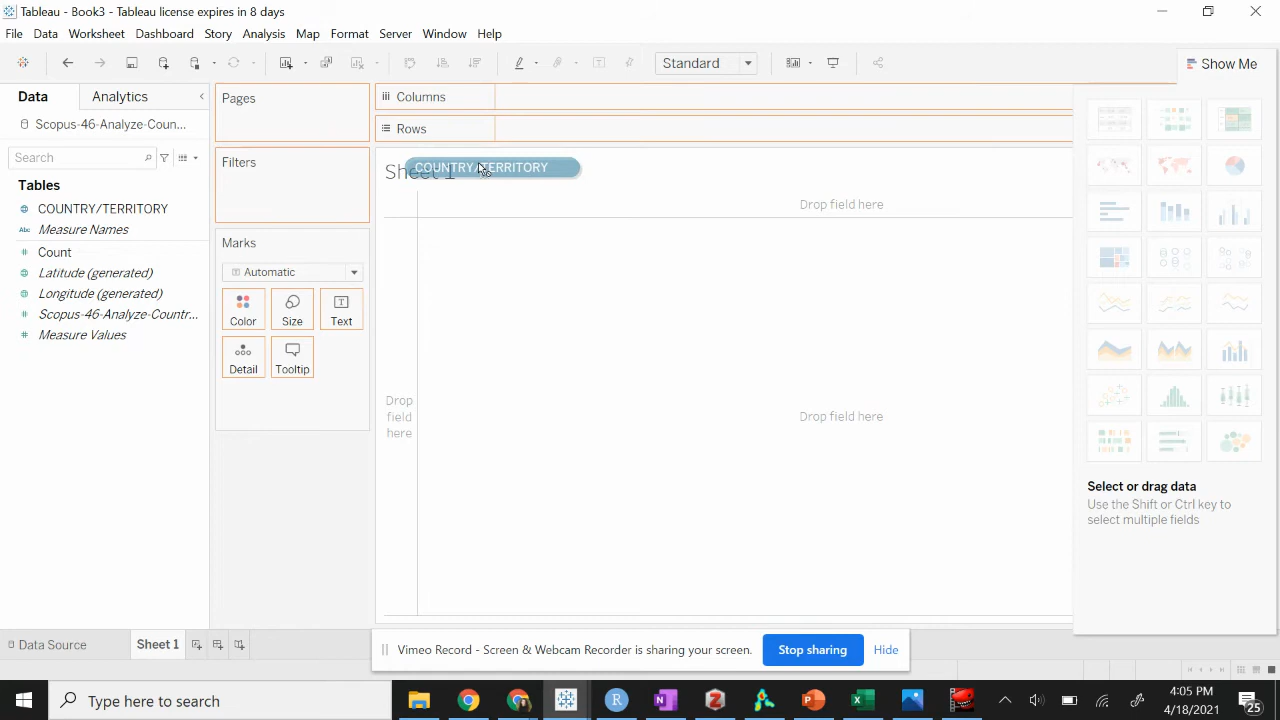 Tableau - Book3 - Tableau license expires in 8 days
File Data Worksheet Dashboard Story Analysis Map Format Server Window Help
Standard
Show Me
Data Analytics
Scopus-46-Analyze-Coun...
Search
Tables
COUNTRY/TERRITORY
Abc Measure Names
Count
Latitude (generated)
Longitude (generated)
Scopus-46-Analyze-Countr...
Measure Values
Pages
Filters
Marks
Automatic
Color Size Text
Detail Tooltip
Columns
Rows
Sheet 1
COUNTRY/TERRITORY
Drop field here
Drop
field
here
Drop field here
Select or drag data
Use the Shift or Ctrl key to
select multiple fields
Data Source Sheet 1
Vimeo Record - Screen & Webcam Recorder is sharing your screen. Stop sharing Hide
Type here to search
4:05 PM
4/18/2021
25